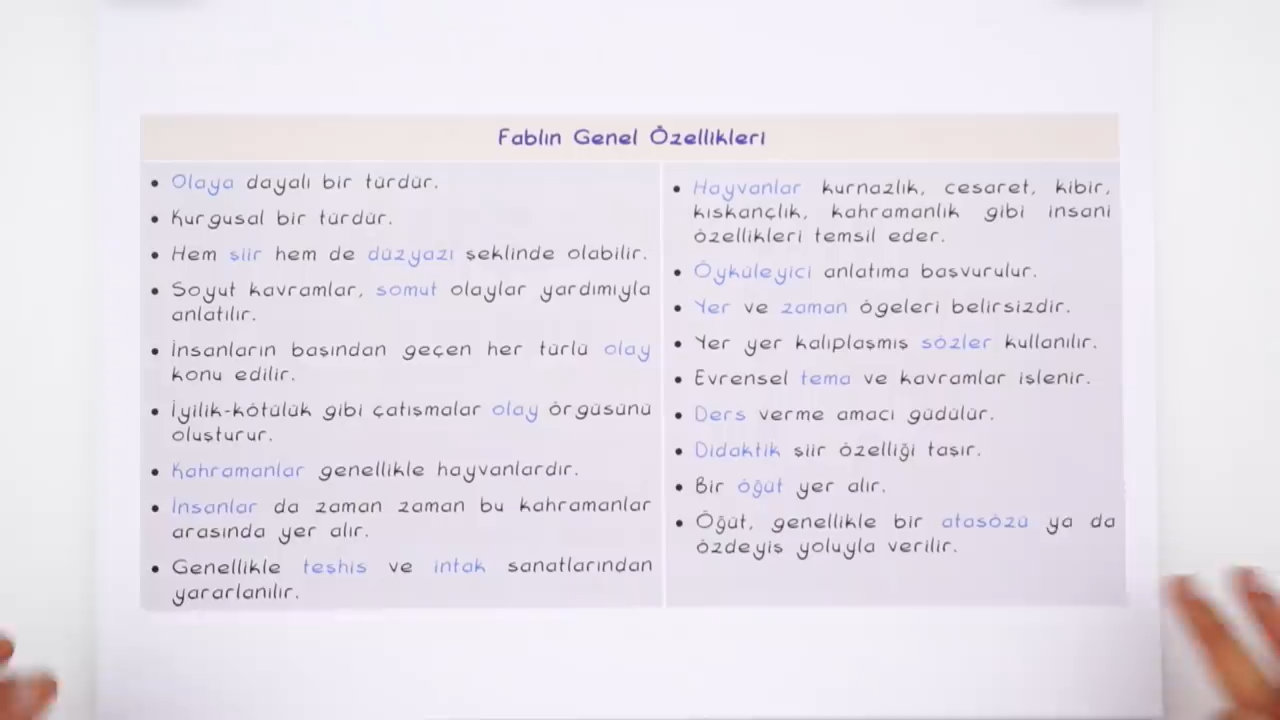 Fablın Genel Özellikleri
• Olaya dayalı bir türdür.
• Kurgusal bir türdür.
• Hem şiir hem de düzyazı şeklinde olabilir.
• Soyut kavramlar, somut olaylar yardımıyla
anlatılır.
• İnsanların başından geçen her türlü olay
konu edilir.
• İyilik-kötülük gibi çatışmalar olay örgüsünü
oluşturur.
• Kahramanlar genellikle hayvanlardır.
• İnsanlar da zaman zaman bu kahramanlar
arasında yer alır.
• Genellikle teşhis ve intak sanatlarından
yararlanılır.
• Hayvanlar kurnazlık, cesaret, kibir,
kıskançlık, kahramanlık gibi insani
özellikleri temsil eder.
• Öyküleyici anlatıma başvurulur.
• Yer ve zaman ögeleri belirsizdir.
• Yer yer kalıplaşmış sözler kullanılır.
• Evrensel tema ve kavramlar işlenir.
• Ders verme amacı güdülür.
• Didaktik şiir özelliği taşır.
• Bir öğüt yer alır.
• Öğüt, genellikle bir atasözü ya da
özdeyiş yoluyla verilir.